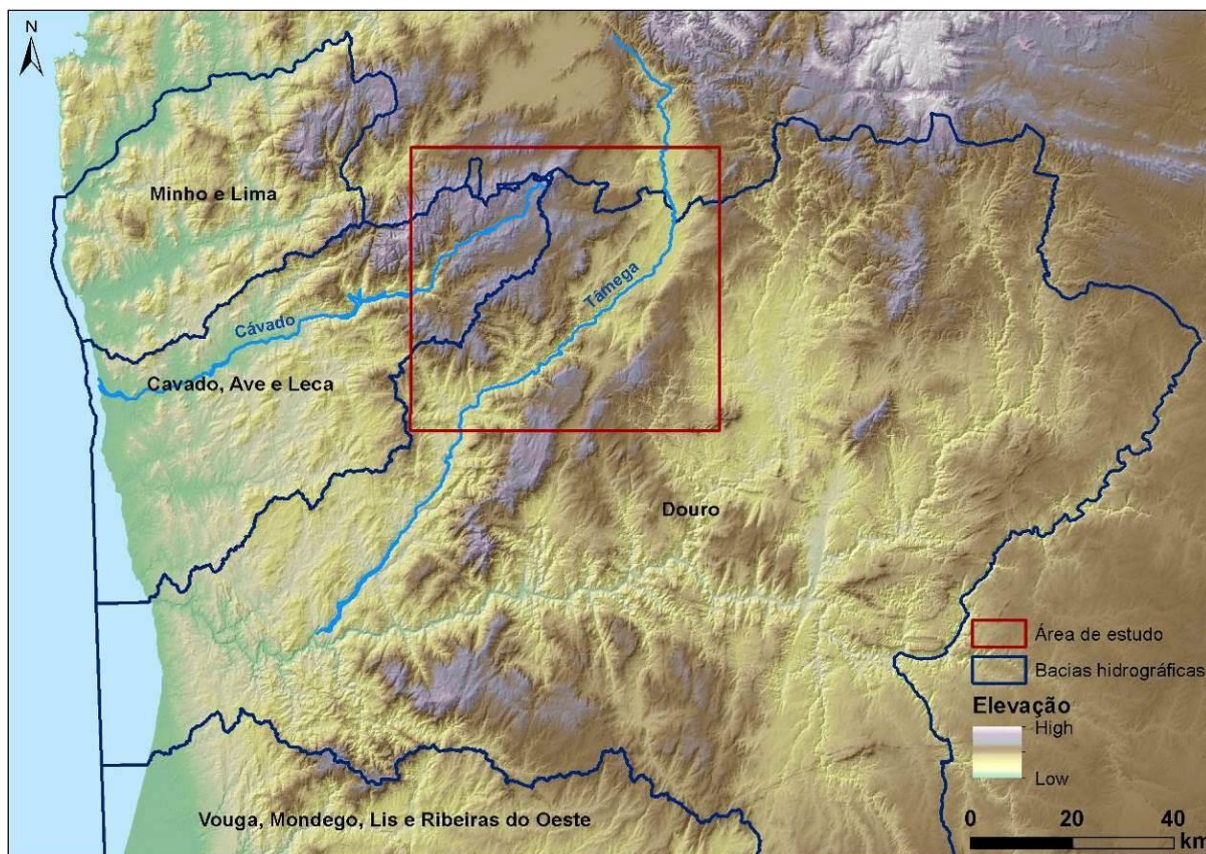 N
Minho e Lima
Cávado
Cavado, Ave e Leca
Tâmega
Douro
Vouga, Mondego, Lis e Ribeiras do Oeste
Área de estudo
Bacias hidrográficas
Elevação
High
Low
0 20 40
km